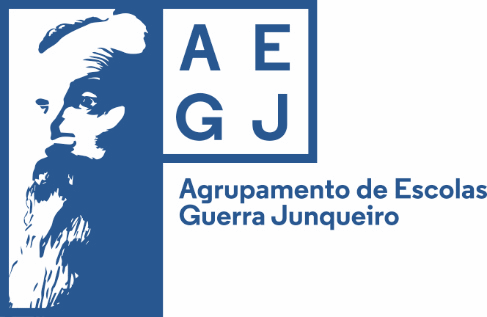 A E
G J
Agrupamento de Escolas
Guerra Junqueiro